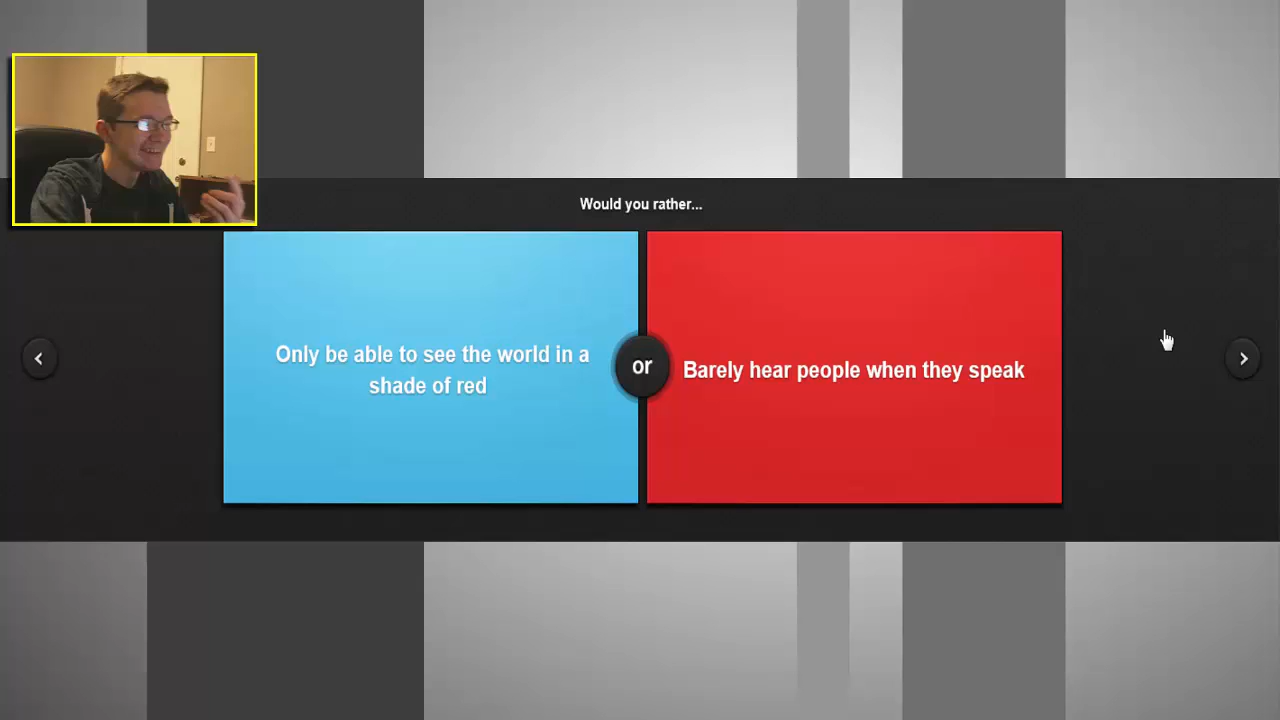 Would you rather...
Only be able to see the world in a
shade of red
or
Barely hear people when they speak